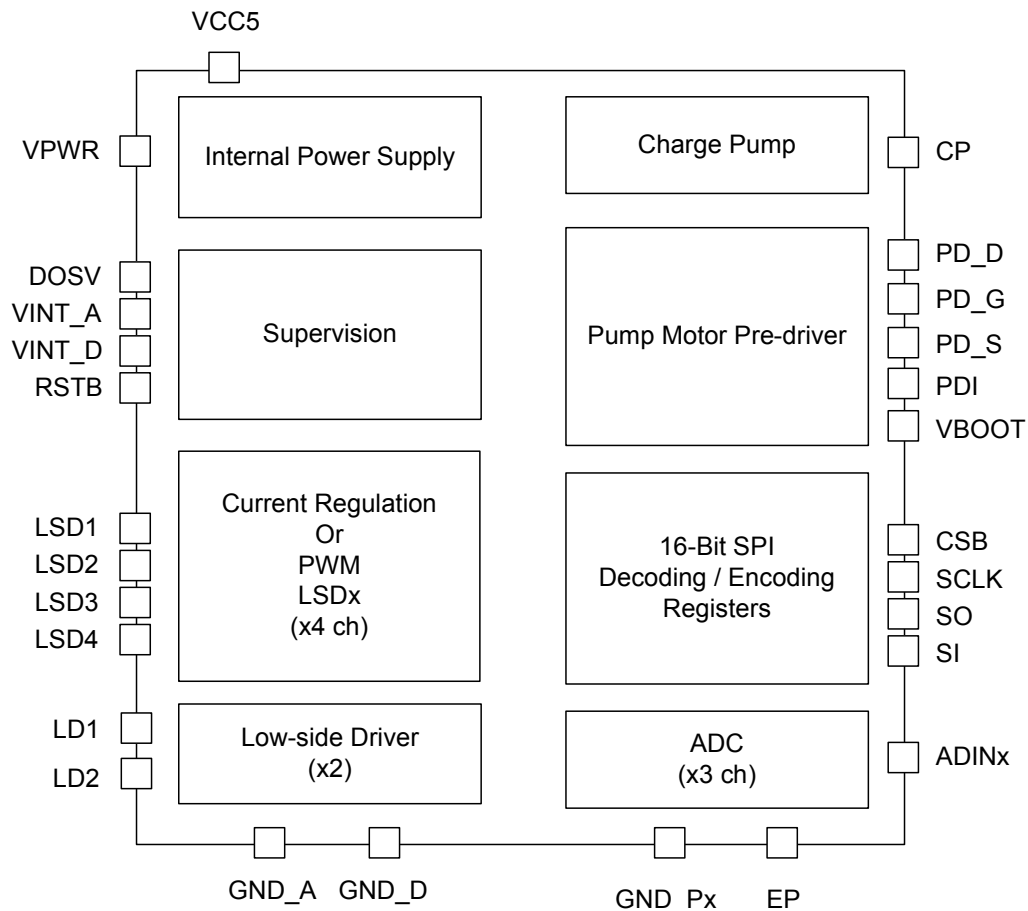 VCC5
VPWR
Internal Power Supply
Charge Pump
CP
DOSV
VINT_A
VINT_D
RSTB
Supervision
Pump Motor Pre-driver
PD_D
PD_G
PD_S
PDI
VBOOT
LSD1
LSD2
LSD3
LSD4
Current Regulation
Or
PWM
LSDx
(x4 ch)
16-Bit SPI
Decoding / Encoding
Registers
CSB
SCLK
SO
SI
LD1
LD2
Low-side Driver
(x2)
ADC
(x3 ch)
ADINx
GND_A
GND_D
GND_Px
EP